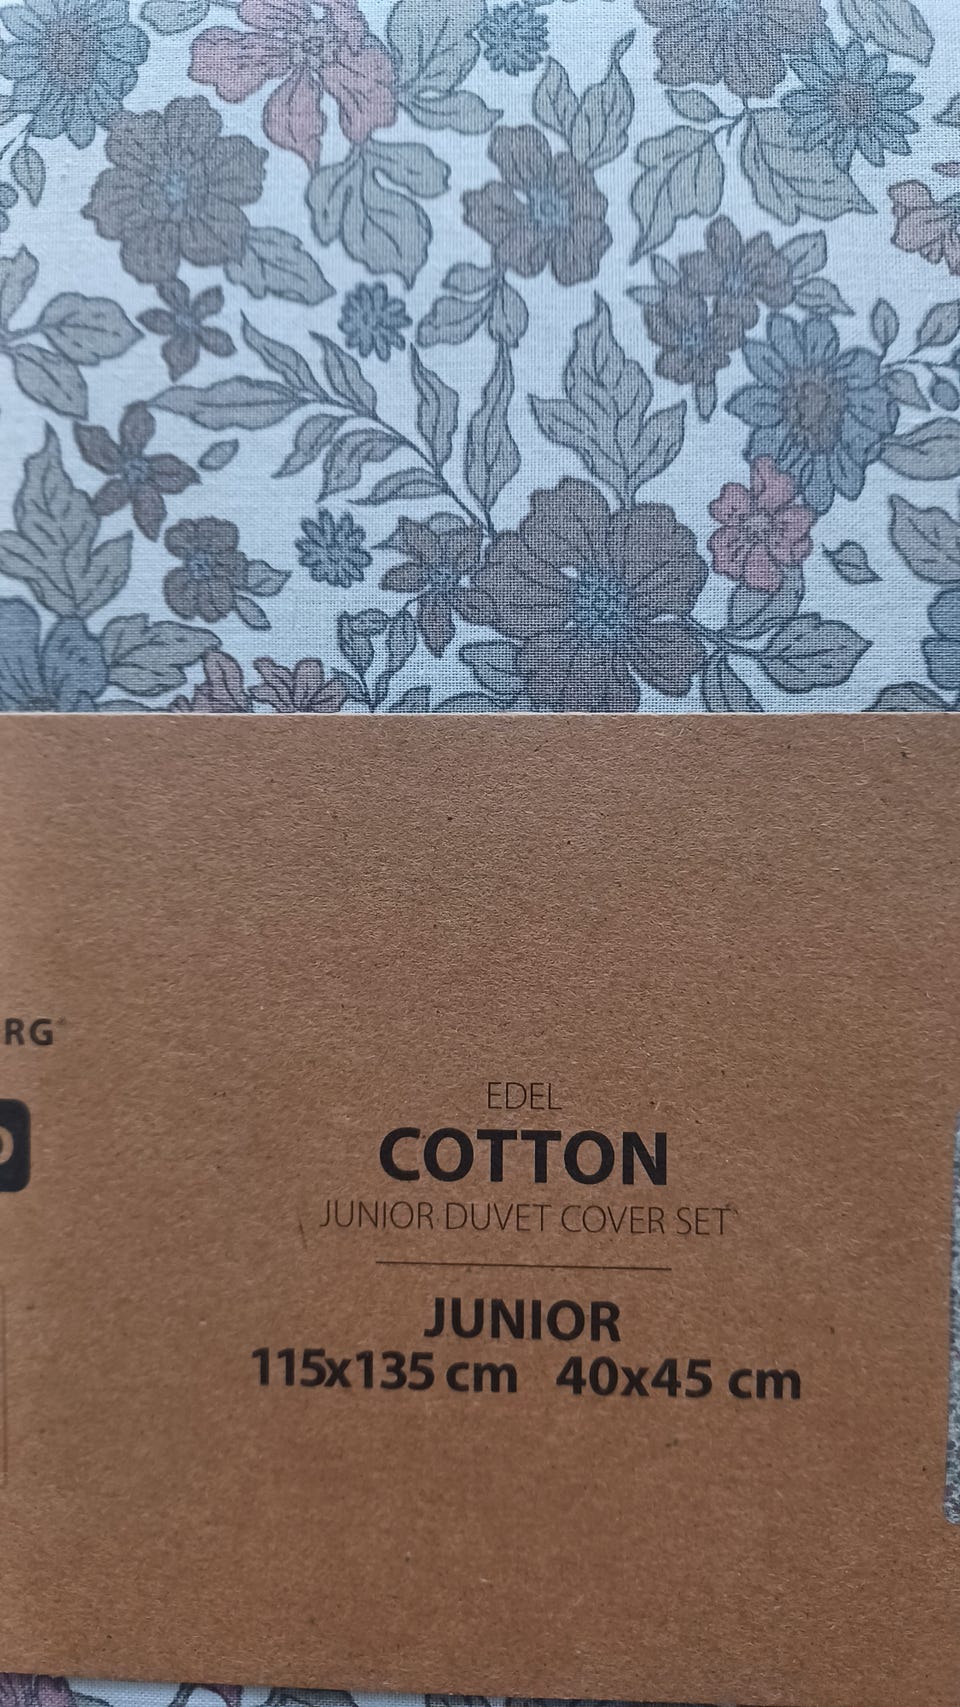 RG®
EDEL
COTTON
JUNIOR DUVET COVER SET
JUNIOR
115x135 cm 40x45 cm